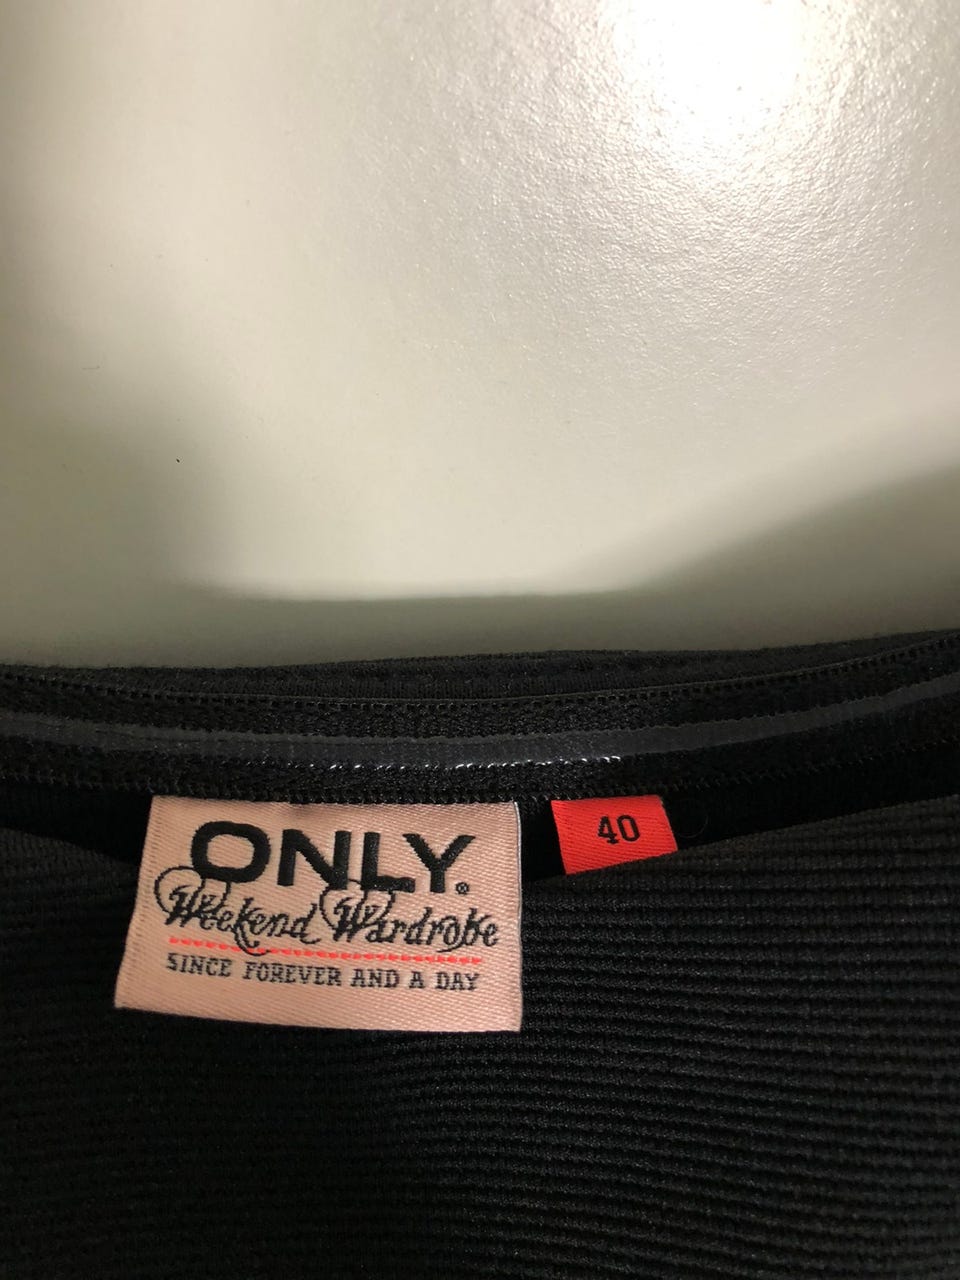 ONLY®
Weekend Wardrobe
SINCE FOREVER AND A DAY
40